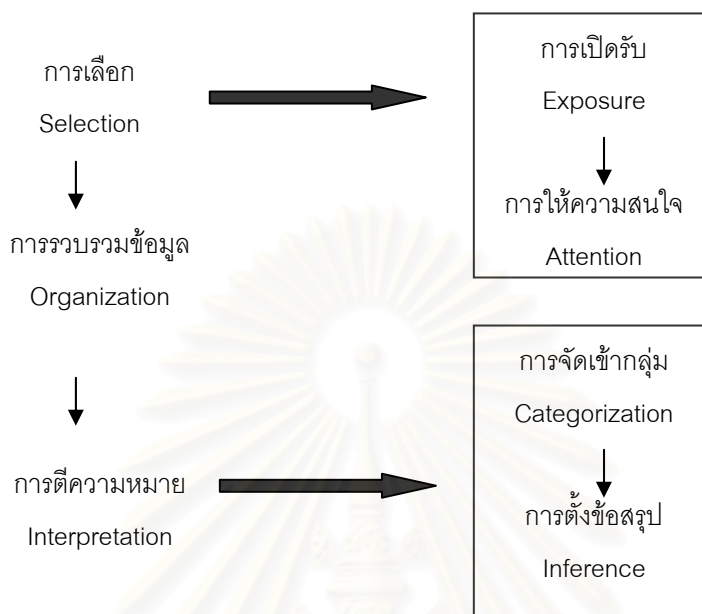 การเลือก
Selection
การรวบรวมข้อมูล
Organization
การตีความหมาย
Interpretation
การเปิดรับ
Exposure
การให้ความสนใจ
Attention
การจัดเข้ากลุ่ม
Categorization
การตั้งข้อสรุป
Inference